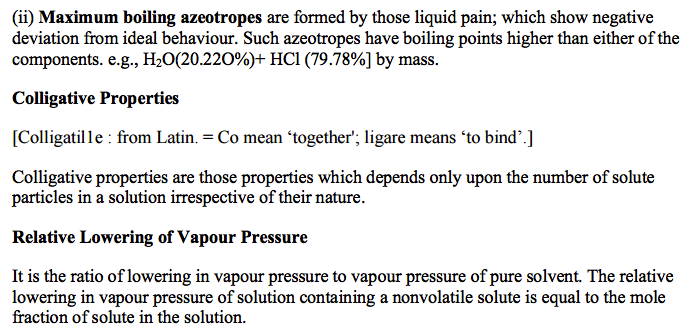 (ii) Maximum boiling azeotropes are formed by those liquid pain; which show negative
deviation from ideal behaviour. Such azeotropes have boiling points higher than either of the
components. e.g., H₂O(20.22O%)+ HCl (79.78%] by mass.
Colligative Properties
[Colligatille : from Latin. = Co mean ‘together'; ligare means ‘to bind’.]
Colligative properties are those properties which depends only upon the number of solute
particles in a solution irrespective of their nature.
Relative Lowering of Vapour Pressure
It is the ratio of lowering in vapour pressure to vapour pressure of pure solvent. The relative
lowering in vapour pressure of solution containing a nonvolatile solute is equal to the mole
fraction of solute in the solution.